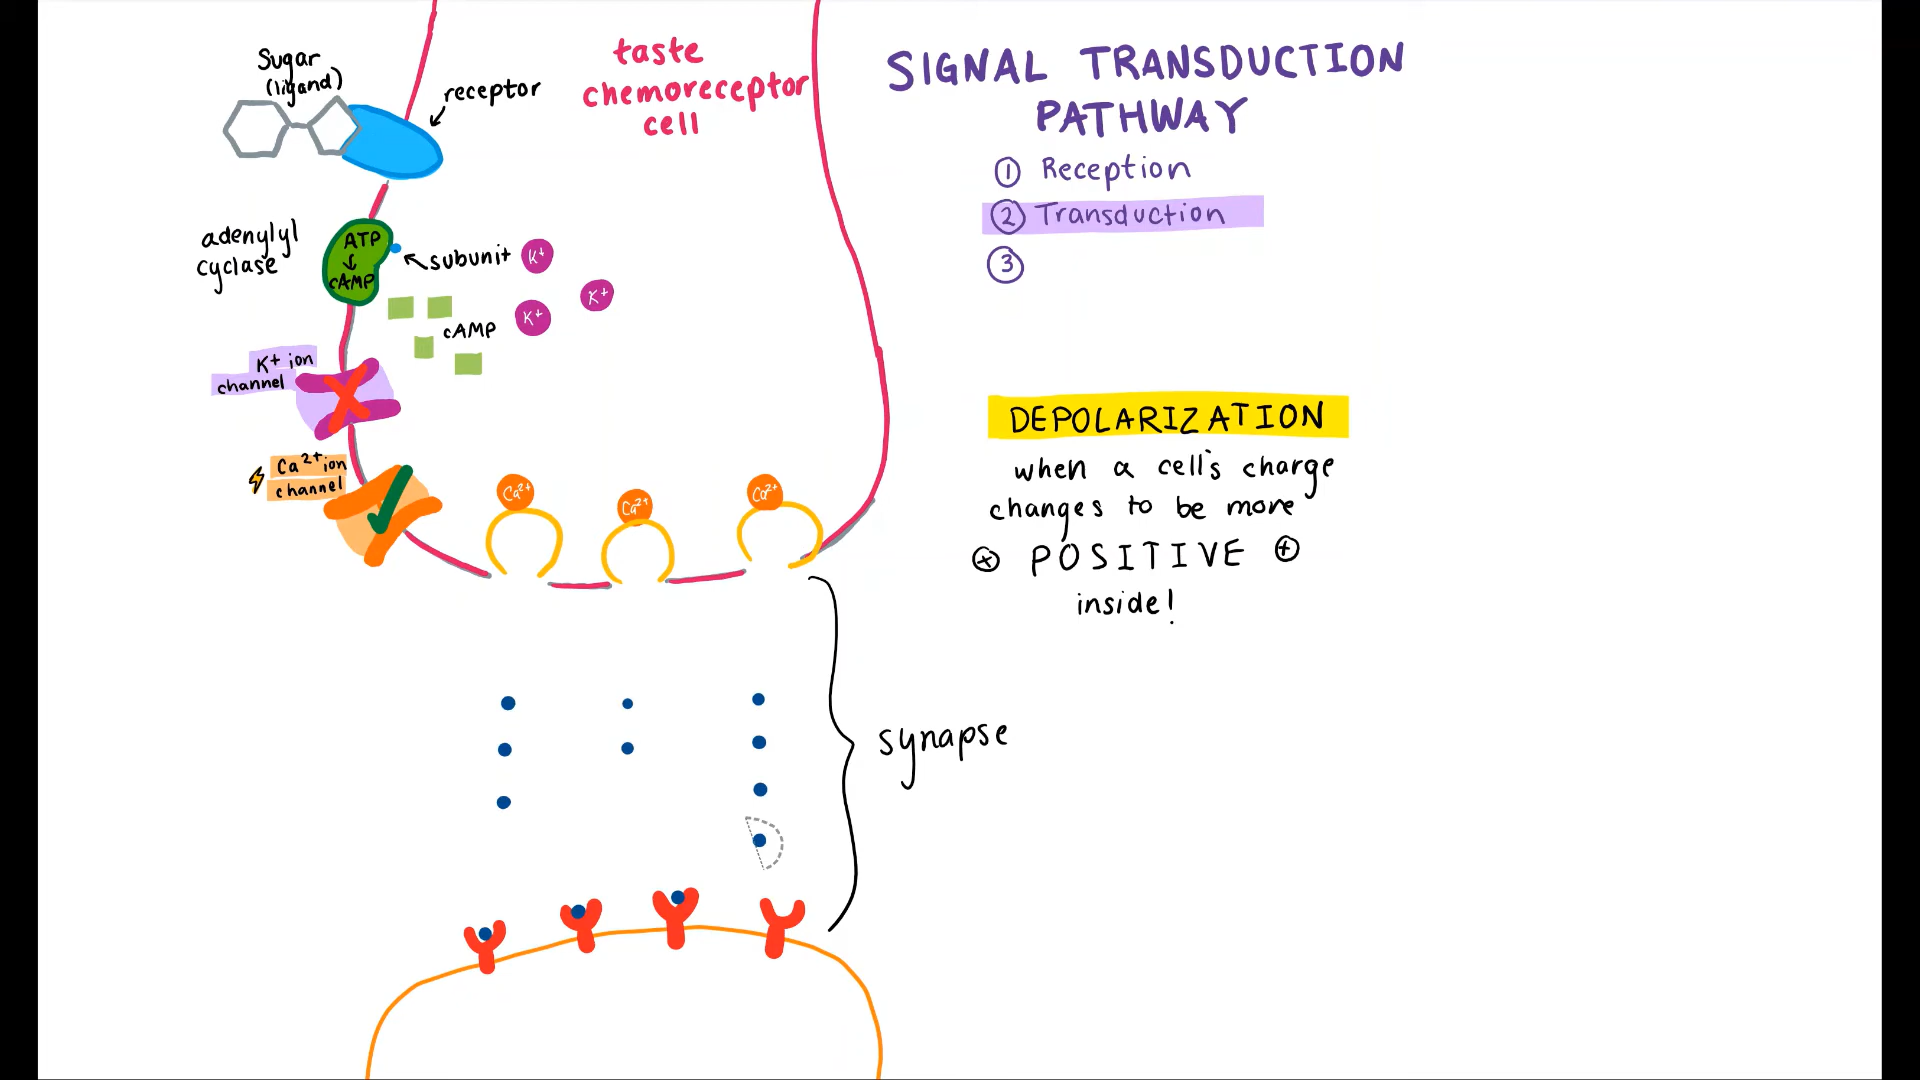 Sugar
(ligand)
receptor
taste
chemoreceptor
cell
adenylyl
cyclase
ATP
cAMP
subunit
K+
K+
K+
cAMP
K+ ion
channel
Ca2+ ion
channel
Ca2+
Ca2+
Ca2+
synapse
SIGNAL TRANSDUCTION
PATHWAY
1 Reception
2 Transduction
3
DEPOLARIZATION
when a cell's charge
changes to be more
+ POSITIVE +
inside!